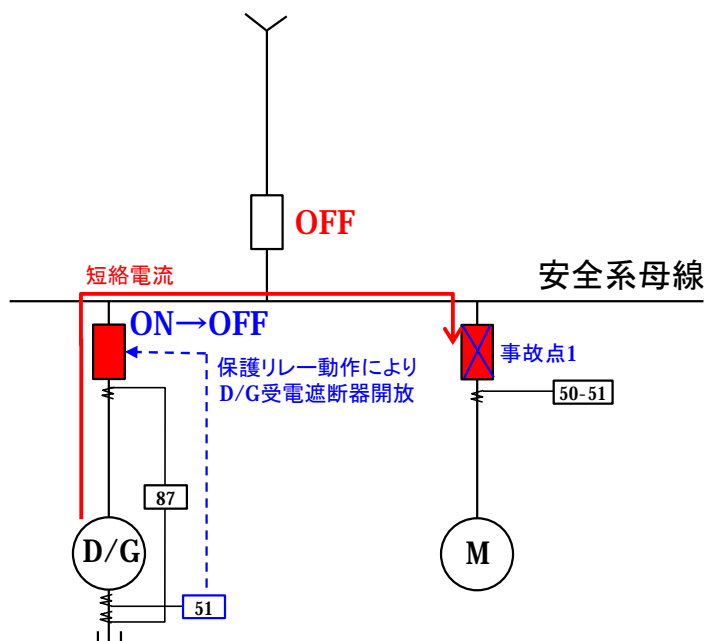 OFF
安全系母線
短絡電流
ON→OFF
保護リレー動作により
D/G受電遮断器開放
事故点1
50-51
87
D/G
M
51